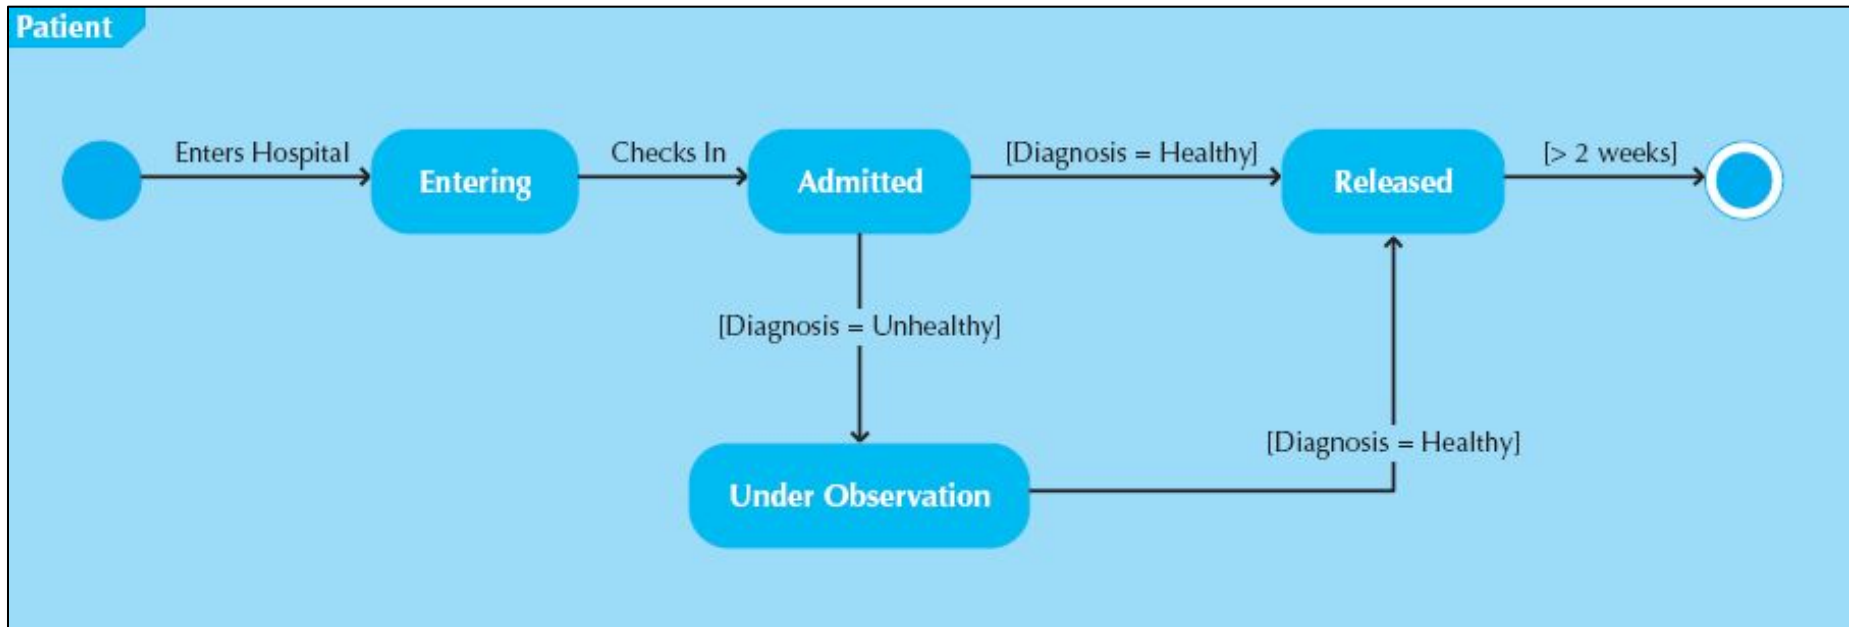 Patient
Enters Hospital
Entering
Checks In
Admitted
[Diagnosis = Healthy]
Released
[> 2 weeks]
[Diagnosis = Unhealthy]
[Diagnosis = Healthy]
Under Observation